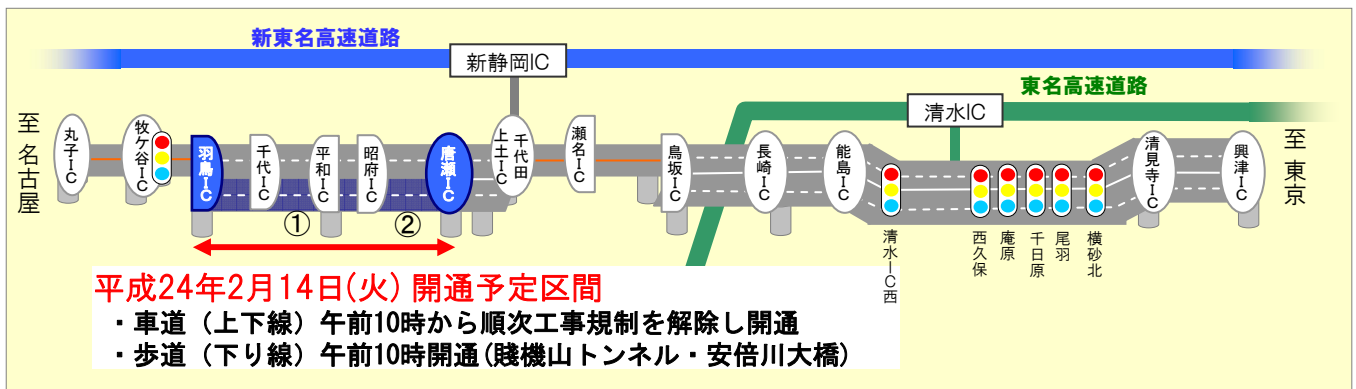 新東名高速道路
新静岡IC
東名高速道路
清水IC
至名古屋
丸子IC
牧ケ谷IC
羽鳥IC
千代IC
平和IC
昭府IC
唐瀬IC
千代田
上土IC
瀬名IC
鳥坂IC
長崎IC
能島IC
清見寺IC
興津IC
至東京
①
②
清水IC西
西久保
庵原
千日原
尾羽
横砂北
平成24年2月14日(火) 開通予定区間
・車道（上下線）午前10時から順次工事規制を解除し開通
・歩道（下り線）午前10時開通(賤機山トンネル・安倍川大橋)